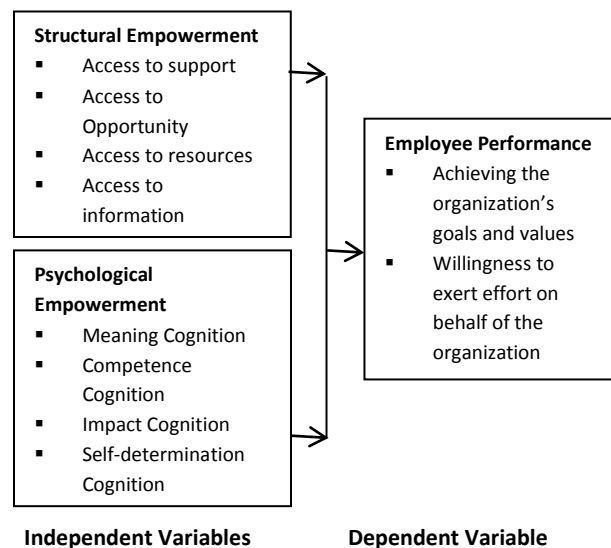 Structural Empowerment
▪ Access to support
▪ Access to
Opportunity
▪ Access to resources
▪ Access to
information
Psychological
Empowerment
▪ Meaning Cognition
▪ Competence
Cognition
▪ Impact Cognition
▪ Self-determination
Cognition
Employee Performance
▪ Achieving the
organization’s
goals and values
▪ Willingness to
exert effort on
behalf of the
organization
Independent Variables
Dependent Variable